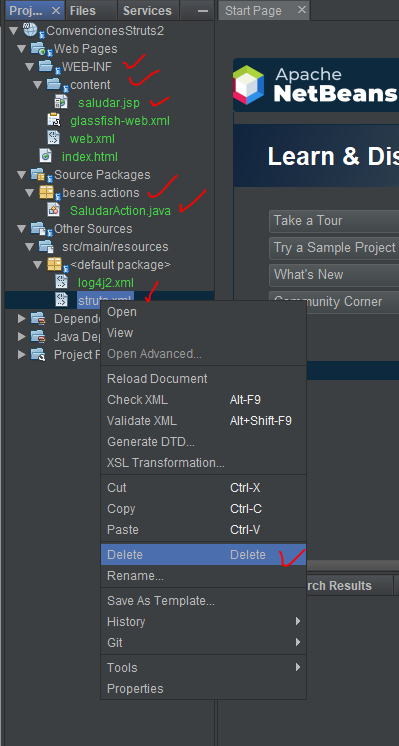 Proj... Files Services
Start Page
ConvencionesStruts2
Web Pages
WEB-INF
content
saludar.jsp
glassfish-web.xml
web.xml
index.html
Source Packages
beans.actions
SaludarAction.java
Other Sources
src/main/resources
<default package>
log4j2.xml
struts.xml
Depende
Java Dep
Project F
Apache
NetBeans
Learn & Dis
Take a Tour
Try a Sample Project
What's New
Community Corner
Open
View
Open Advanced...
Reload Document
Check XML Alt-F9
Validate XML Alt+Shift-F9
Generate DTD...
XSL Transformation...
Cut Ctrl-X
Copy Ctrl-C
Paste Ctrl-V
Delete Delete
Rename...
Save As Template...
History
Git
Tools
Properties
rch Results